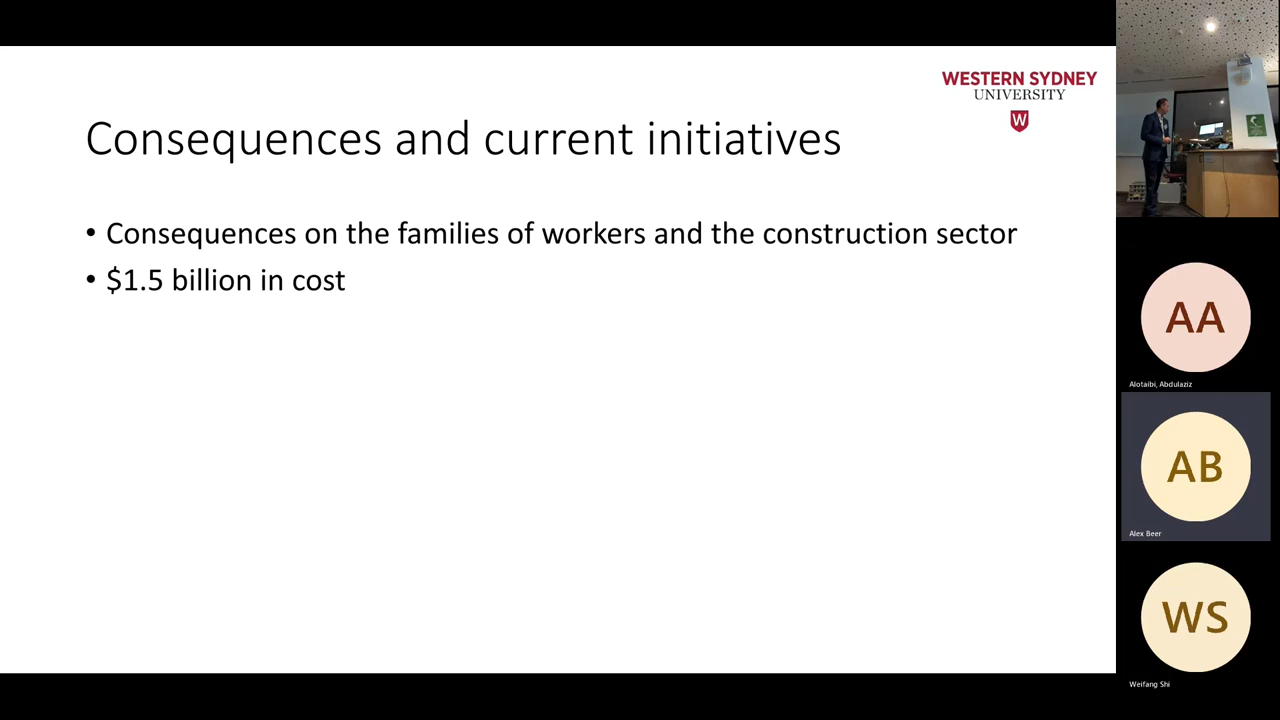 WESTERN SYDNEY
UNIVERSITY
W
Consequences and current initiatives
• Consequences on the families of workers and the construction sector
• $1.5 billion in cost
AA
Alotaibi, Abdulaziz
AB
Alex Beer
WS
Weifang Shi